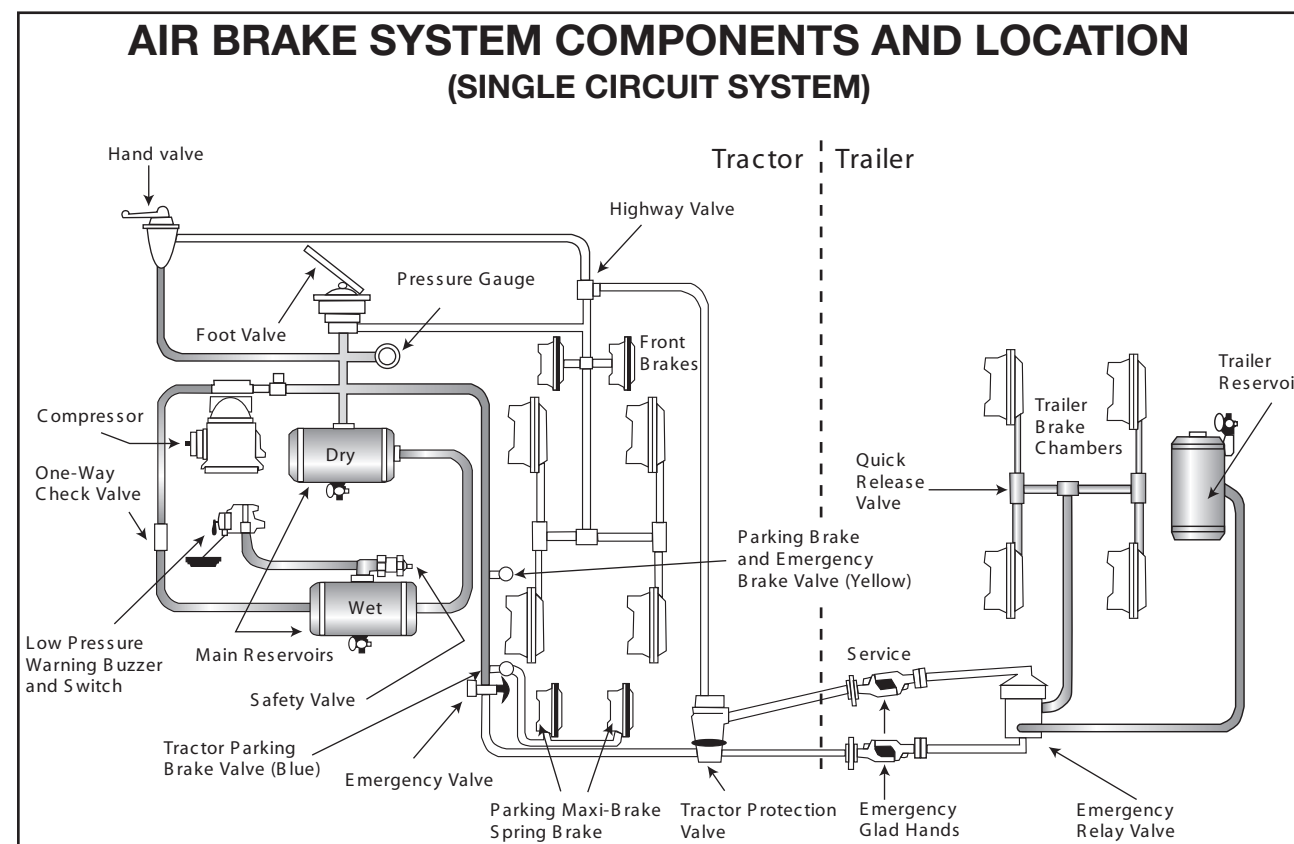 AIR BRAKE SYSTEM COMPONENTS AND LOCATION
(SINGLE CIRCUIT SYSTEM)
Hand valve
Tractor
Trailer
Highway Valve
Pressure Gauge
Foot Valve
Front
Brakes
Compressor
Dry
One-Way
Check Valve
Trailer
Brake
Chambers
Trailer
Reservoi
Quick
Release
Valve
Parking Brake
and Emergency
Brake Valve (Yellow)
Wet
Low Pressure
Warning Buzzer
and Switch
Main Reservoirs
Safety Valve
Service
Tractor Parking
Brake Valve (Blue)
Emergency Valve
Parking Maxi-Brake
Spring Brake
Tractor Protection
Valve
Emergency
Glad Hands
Emergency
Relay Valve